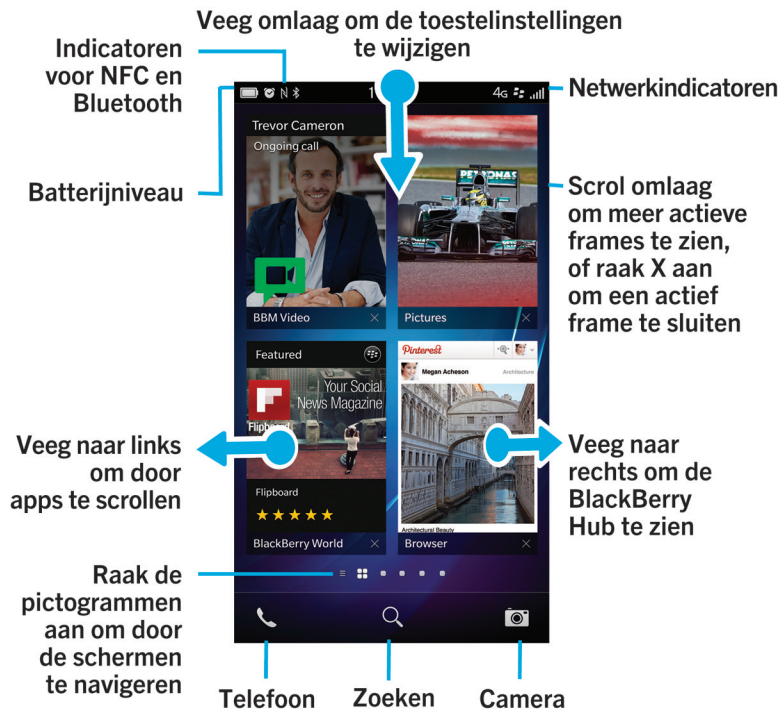 Veeg omlaag om de toestelinstellingen
te wijzigen
Indicatoren
voor NFC en
Bluetooth
Netwerkindicatoren
Batterijniveau
1
4G
Trevor Cameron
Ongoing call
BBM Video
PETRONAS
Pictures
Scrol omlaag
om meer actieve
frames te zien,
of raak X aan
om een actief
frame te sluiten
Featured
Your Social
News Magazine
Flipboard
Flipboard
BlackBerry World
Pinterest
Megan Acheson
Architecture
Architectural Beauty
Browser
Veeg naar links
om door
apps te scrollen
Veeg naar
rechts om de
BlackBerry
Hub te zien
Raak de
pictogrammen
aan om door
de schermen
te navigeren
Telefoon
Zoeken
Camera